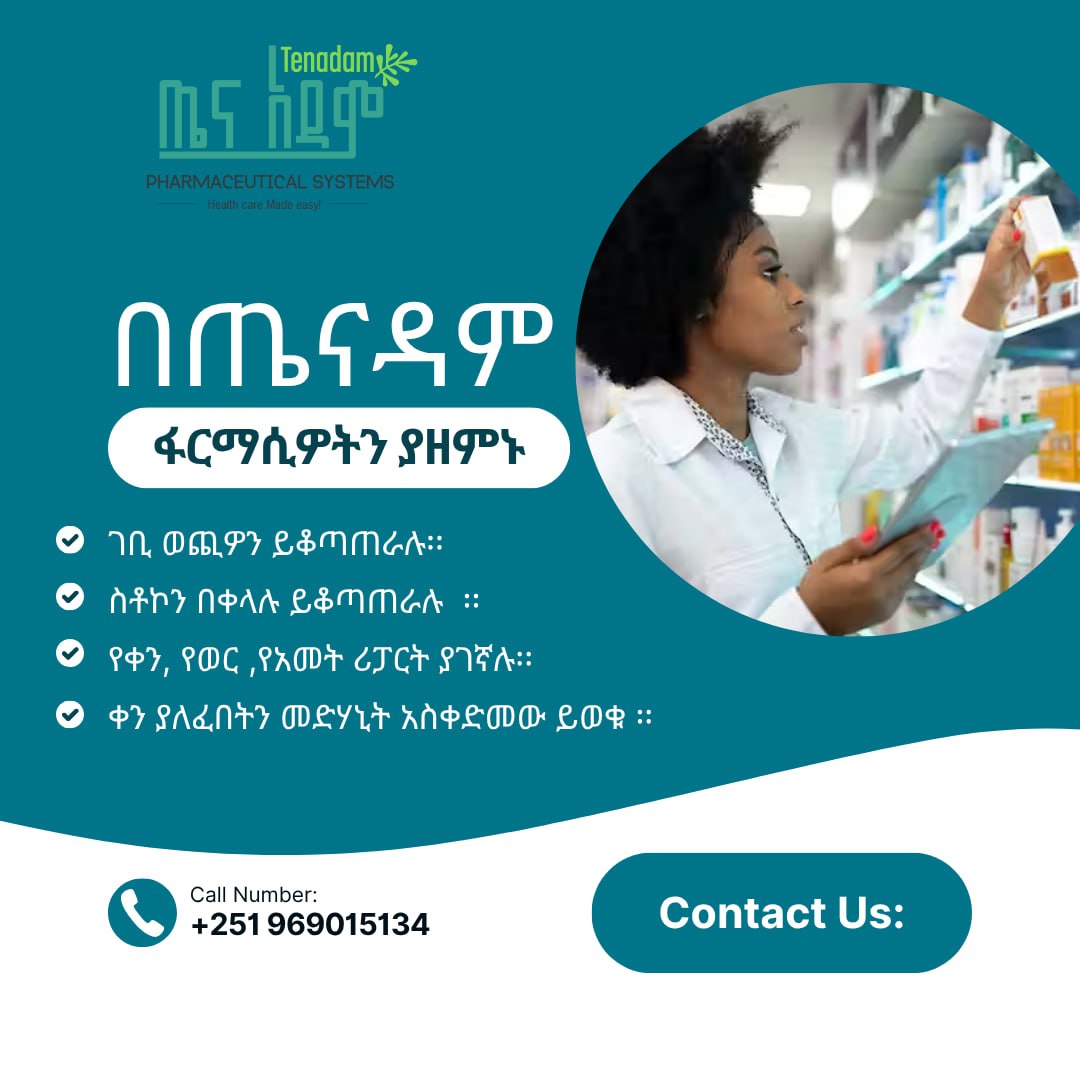 Tenadam
ጤና አዳም
PHARMACEUTICAL SYSTEMS
Health care Made easy!
በጤናዳም
ፋርማሲዎትን ያዘምኑ
ገቢ ወጪዎን ይቆጣጠራሉ።
ስቶኮን በቀላሉ ይቆጣጠራሉ ።
የቀን, የወር ,የአመት ሪፓርት ያገኛሉ።
ቀን ያለፈበትን መድሃኒት አስቀድመው ይወቁ ።
Call Number:
+251 969015134
Contact Us: